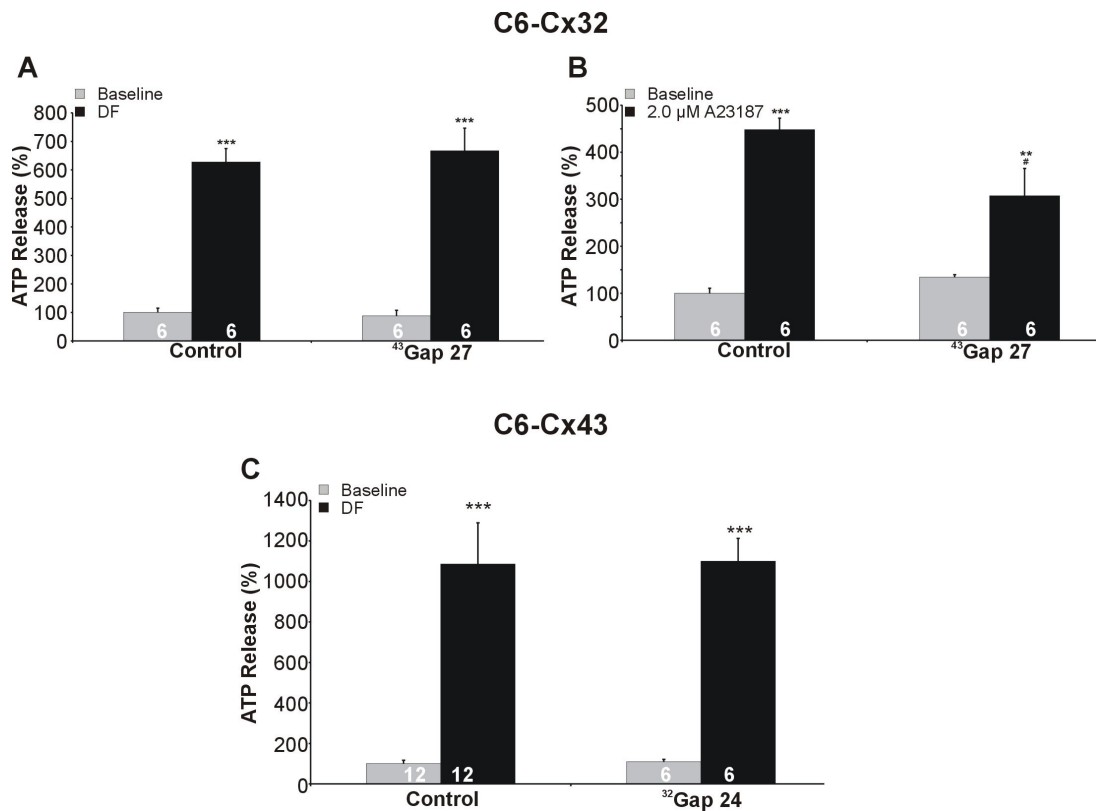 C6-Cx32
A
Baseline
DF
800
700
600
500
400
300
200
100
0
ATP Release (%)
***
***
6
6
6
6
Control
⁴³Gap 27
B
Baseline
2.0 µM A23187
500
400
300
200
100
0
ATP Release (%)
***
**
#
6
6
6
6
Control
⁴³Gap 27
C6-Cx43
C
Baseline
DF
1400
1200
1000
800
600
400
200
0
ATP Release (%)
***
***
12
12
6
6
Control
³²Gap 24